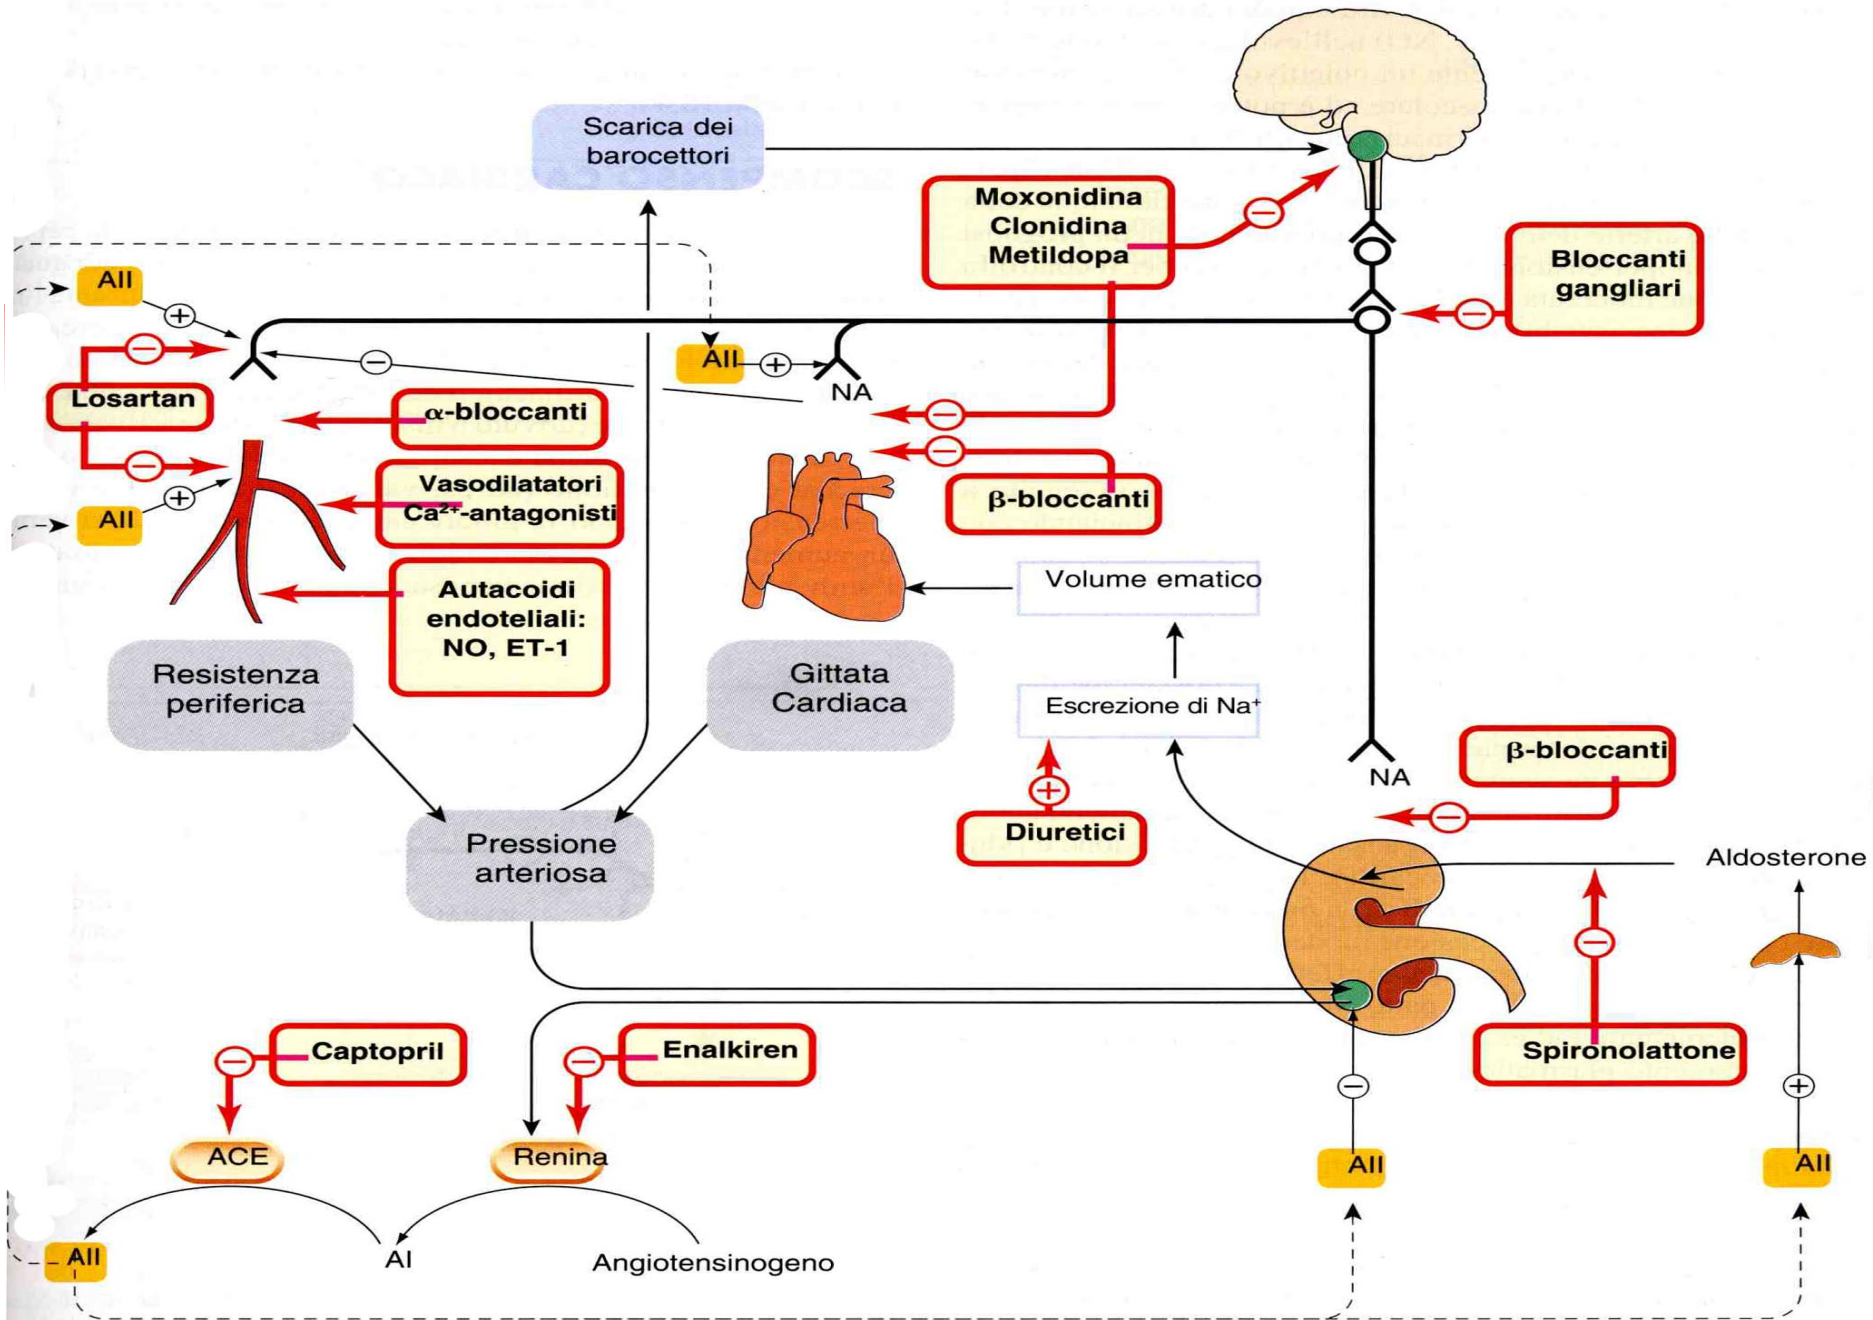 Scarica dei
barocettori
Moxonidina
Clonidina
Metildopa
Bloccanti
gangliari
AII
+
−
−
AII
+
NA
−
−
−
Losartan
α-bloccanti
−
−
+
AII
Vasodilatatori
Ca²⁺-antagonisti
β-bloccanti
Autacoidi
endoteliali:
NO, ET-1
Volume ematico
Resistenza
periferica
Gittata
Cardiaca
Escrezione di Na⁺
β-bloccanti
NA
−
+
Diuretici
Pressione
arteriosa
Aldosterone
−
Captopril
−
Enalkiren
−
Spironolattone
−
+
ACE
Renina
AII
AII
AII
AI
Angiotensinogeno